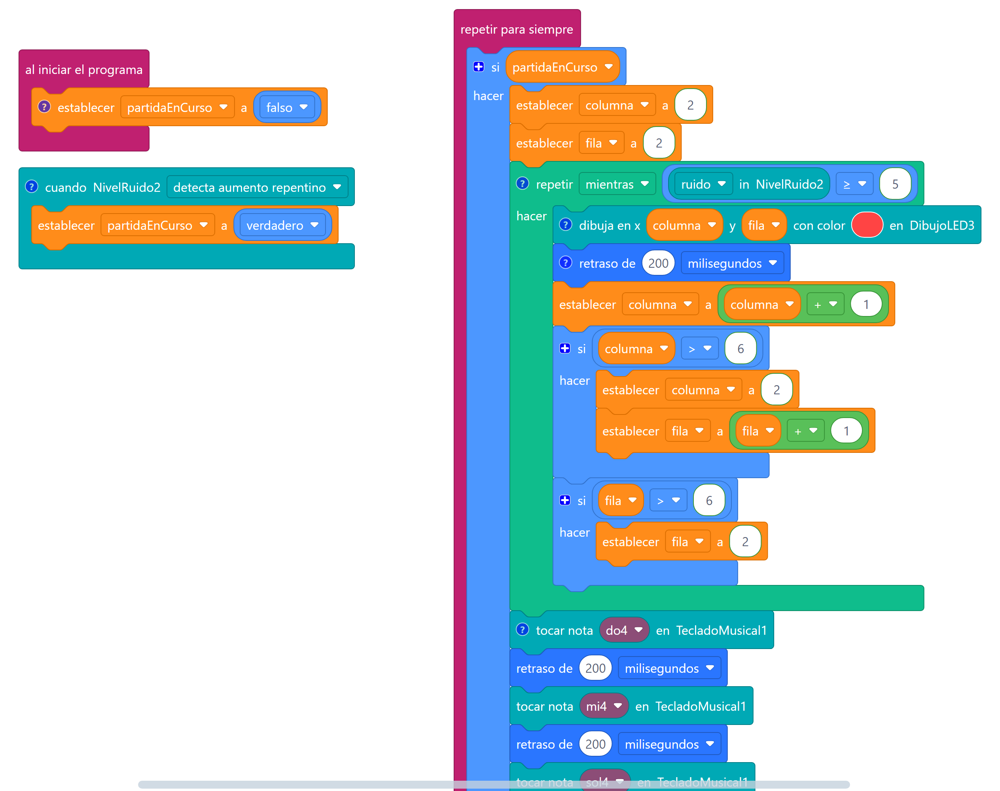 al iniciar el programa
? establecer partidaEnCurso a falso
? cuando NivelRuido2 detecta aumento repentino
establecer partidaEnCurso a verdadero
repetir para siempre
si partidaEnCurso
hacer
establecer columna a 2
establecer fila a 2
? repetir mientras ruido in NivelRuido2 ≥ 5
hacer
? dibuja en x columna y fila con color en DibujoLED3
? retraso de 200 milisegundos
establecer columna a columna + 1
si columna > 6
hacer
establecer columna a 2
establecer fila a fila + 1
si fila > 6
hacer
establecer fila a 2
? tocar nota do4 en TecladoMusical1
retraso de 200 milisegundos
tocar nota mi4 en TecladoMusical1
retraso de 200 milisegundos
tocar nota sol4 en TecladoMusical1